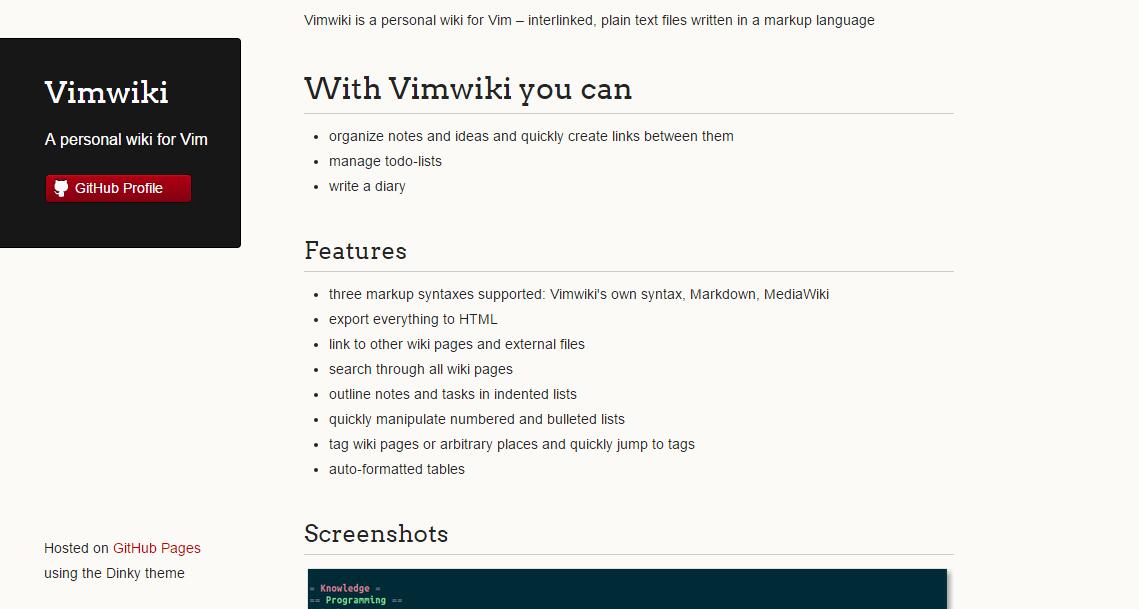 Vimwiki is a personal wiki for Vim – interlinked, plain text files written in a markup language
Vimwiki
A personal wiki for Vim
GitHub Profile
With Vimwiki you can
• organize notes and ideas and quickly create links between them
• manage todo-lists
• write a diary
Features
• three markup syntaxes supported: Vimwiki's own syntax, Markdown, MediaWiki
• export everything to HTML
• link to other wiki pages and external files
• search through all wiki pages
• outline notes and tasks in indented lists
• quickly manipulate numbered and bulleted lists
• tag wiki pages or arbitrary places and quickly jump to tags
• auto-formatted tables
Hosted on GitHub Pages
using the Dinky theme
Screenshots
= Knowledge =
== Programming ==